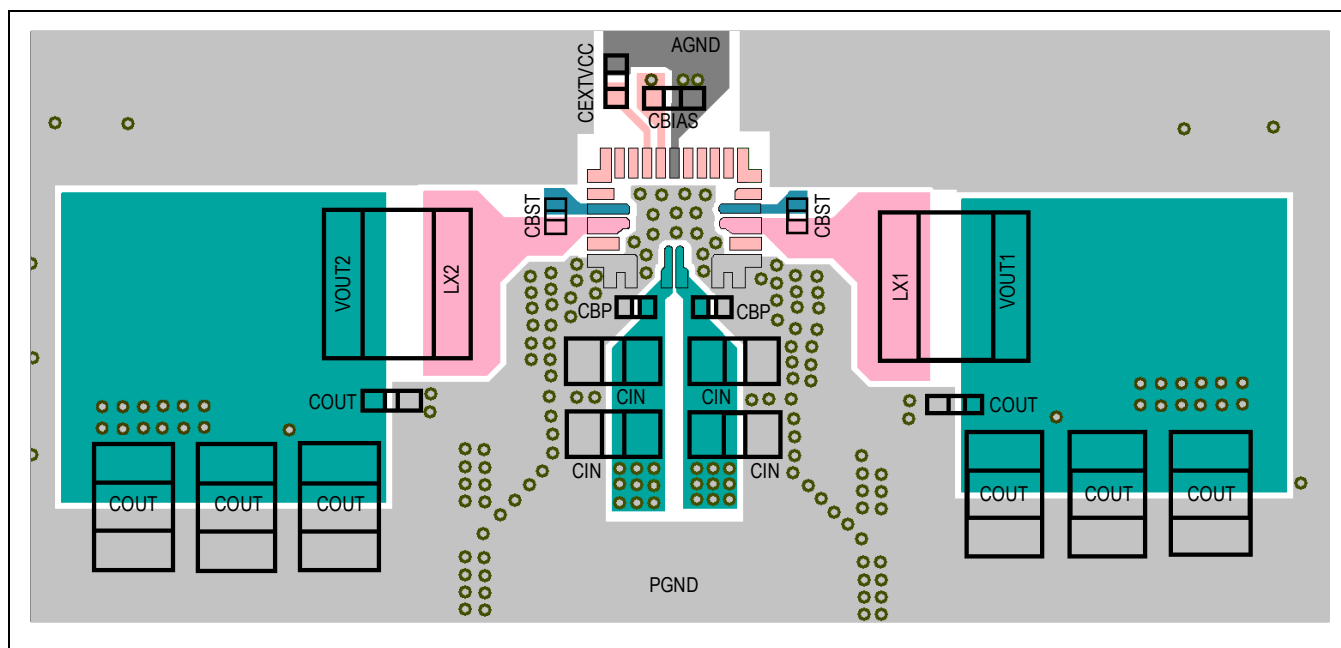 AGND
CEXTVCC
CBIAS
CBST
CBST
VOUT2
LX2
LX1
VOUT1
CBP
CBP
CIN
CIN
COUT
COUT
CIN
CIN
COUT
COUT
COUT
COUT
COUT
COUT
PGND